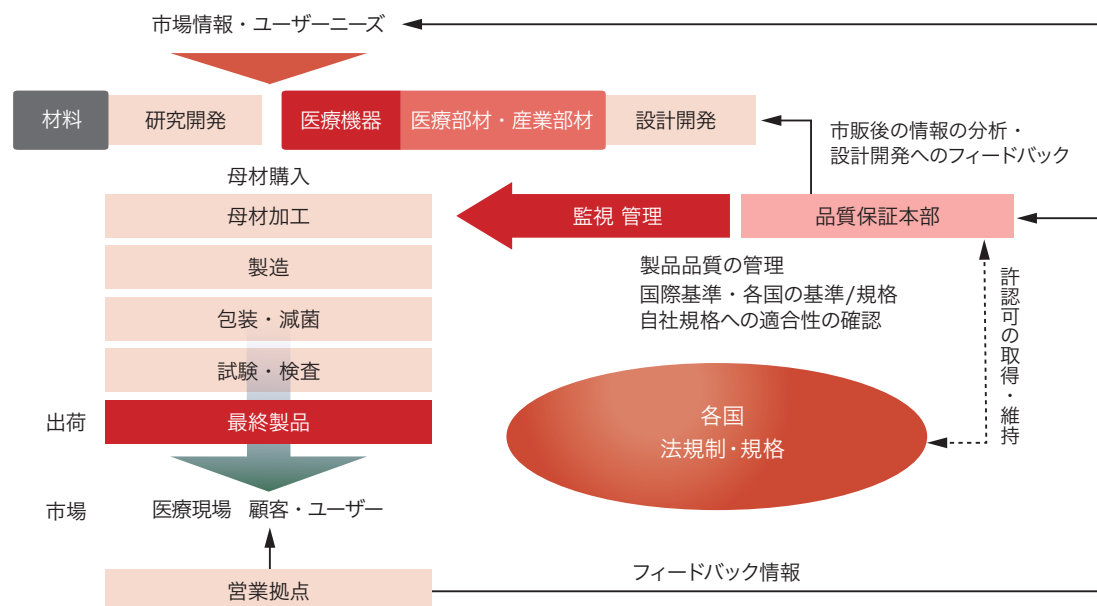 市場情報・ユーザーニーズ
材料
研究開発
医療機器
医療部材・産業部材
設計開発
市販後の情報の分析・
設計開発へのフィードバック
母材購入
母材加工
監視 管理
品質保証本部
製造
製品品質の管理
国際基準・各国の基準/規格
自社規格への適合性の確認
許認可の取得・維持
包装・滅菌
試験・検査
出荷
最終製品
各国
法規制・規格
市場
医療現場 顧客・ユーザー
フィードバック情報
営業拠点